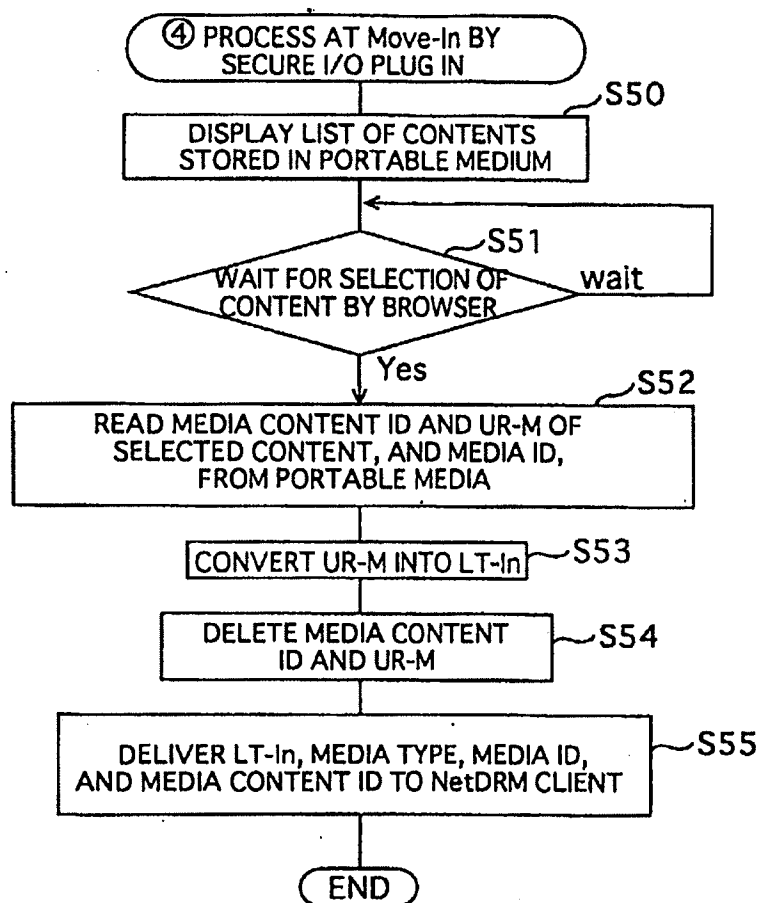 ④ PROCESS AT Move-In BY
SECURE I/O PLUG IN
S50
DISPLAY LIST OF CONTENTS
STORED IN PORTABLE MEDIUM
S51
WAIT FOR SELECTION OF
CONTENT BY BROWSER
wait
Yes
S52
READ MEDIA CONTENT ID AND UR-M OF
SELECTED CONTENT, AND MEDIA ID,
FROM PORTABLE MEDIA
CONVERT UR-M INTO LT-In
S53
DELETE MEDIA CONTENT
ID AND UR-M
S54
DELIVER LT-In, MEDIA TYPE, MEDIA ID,
AND MEDIA CONTENT ID TO NetDRM CLIENT
S55
END